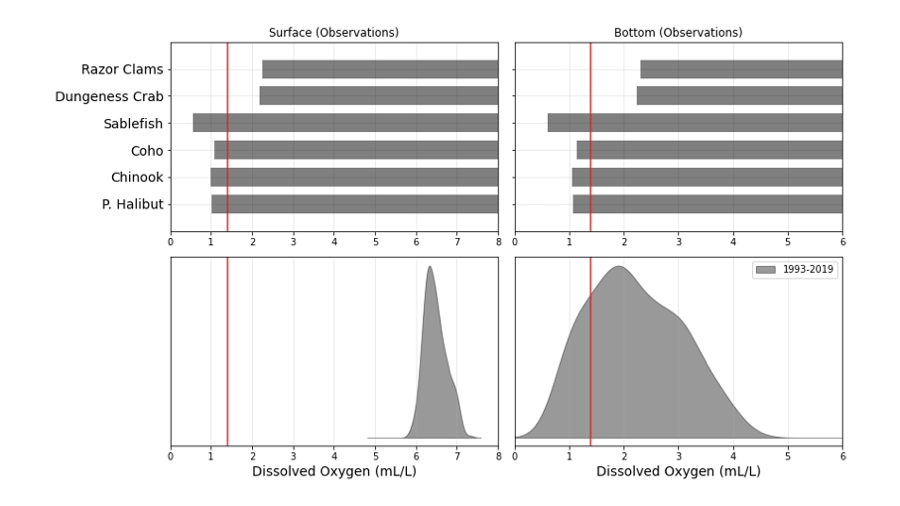 Surface (Observations)
Bottom (Observations)
Razor Clams
Dungeness Crab
Sablefish
Coho
Chinook
P. Halibut
0 1 2 3 4 5 6 7 8
0 1 2 3 4 5 6
1993-2019
0 1 2 3 4 5 6 7 8
0 1 2 3 4 5 6
Dissolved Oxygen (mL/L)
Dissolved Oxygen (mL/L)